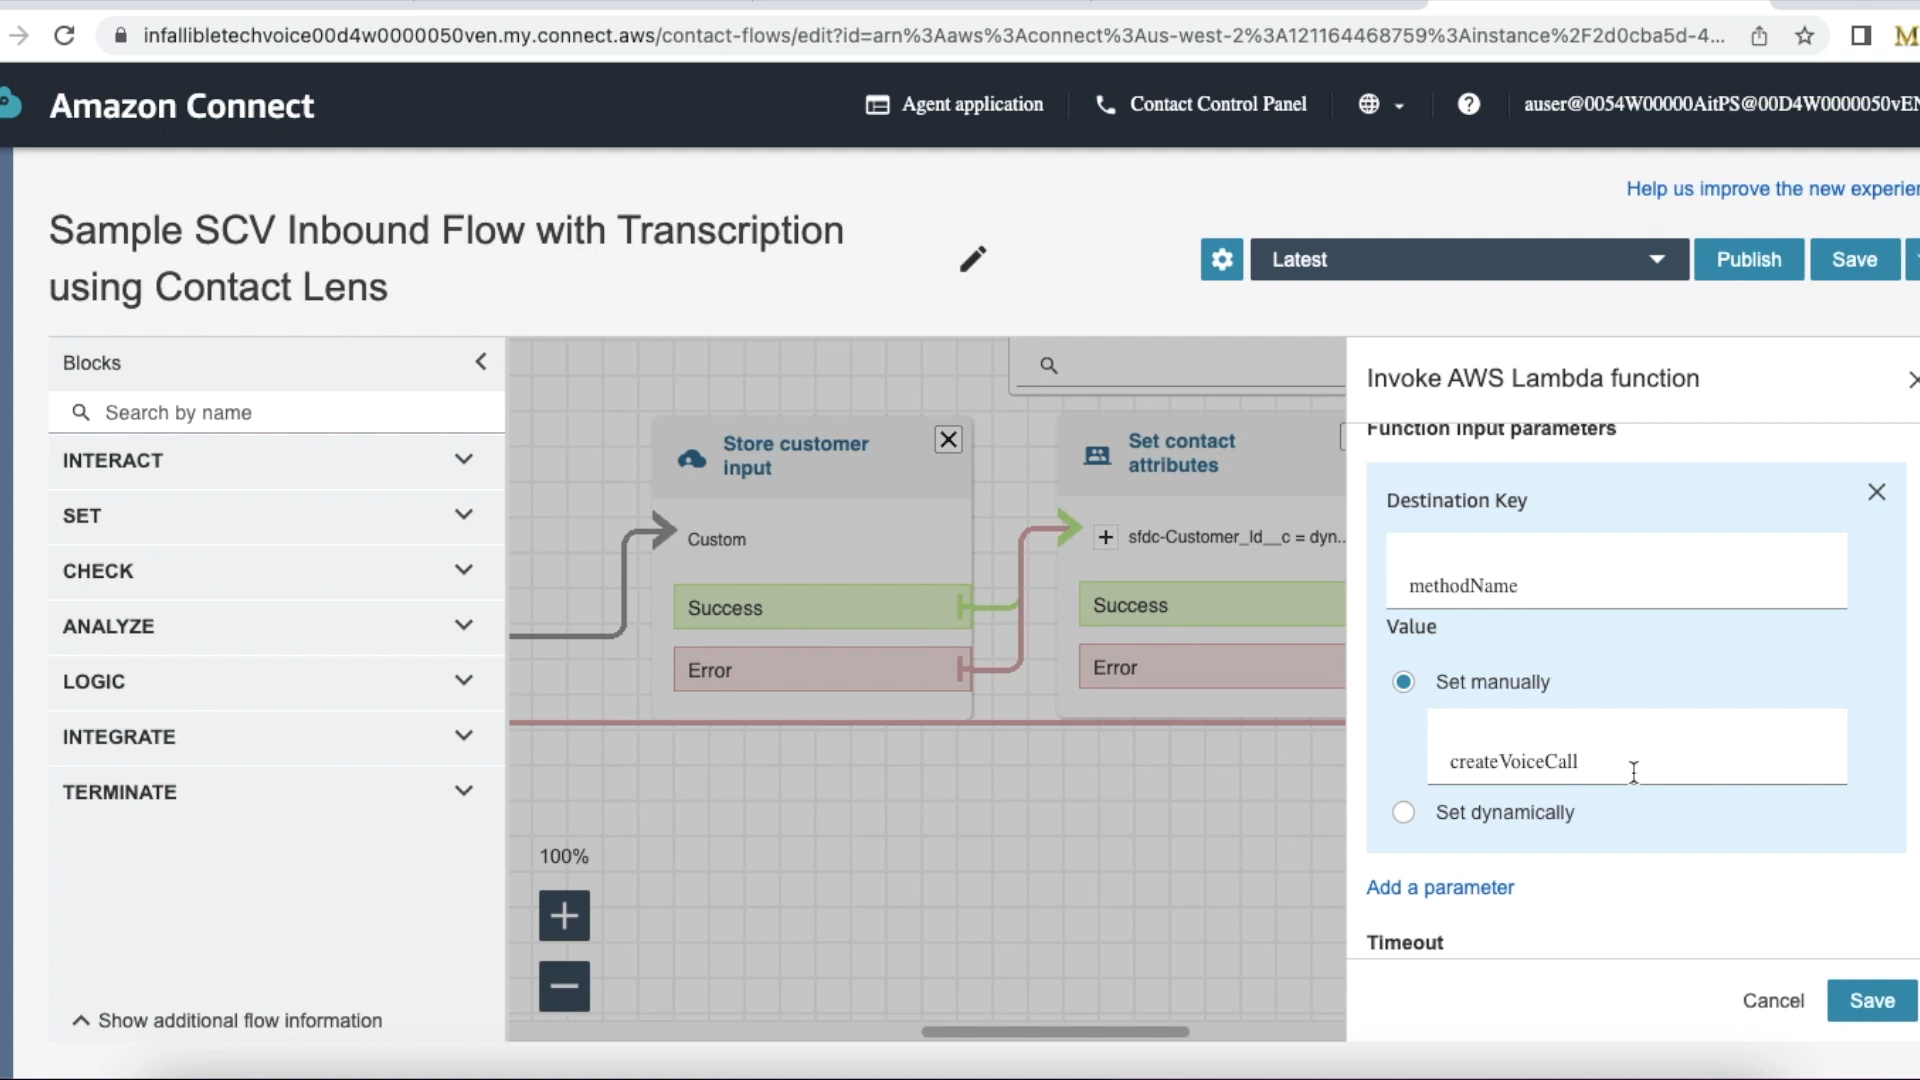 infallibletechvoice00d4w0000050ven.my.connect.aws/contact-flows/edit?id=arn%3Aaws%3Aconnect%3Aus-west-2%3A121164468759%3Ainstance%2F2d0cba5d-4...
Amazon Connect
Agent application
Contact Control Panel
auser@0054W00000AitPS@00D4W0000050vEN
Help us improve the new experien
Sample SCV Inbound Flow with Transcription
using Contact Lens
Latest
Publish
Save
Blocks
Search by name
INTERACT
SET
CHECK
ANALYZE
LOGIC
INTEGRATE
TERMINATE
Show additional flow information
Store customer
input
Custom
Success
Error
Set contact
attributes
sfdc-Customer_Id__c = dyn...
Success
Error
100%
Invoke AWS Lambda function
Function input parameters
Destination Key
methodName
Value
Set manually
createVoiceCall
Set dynamically
Add a parameter
Timeout
Cancel
Save